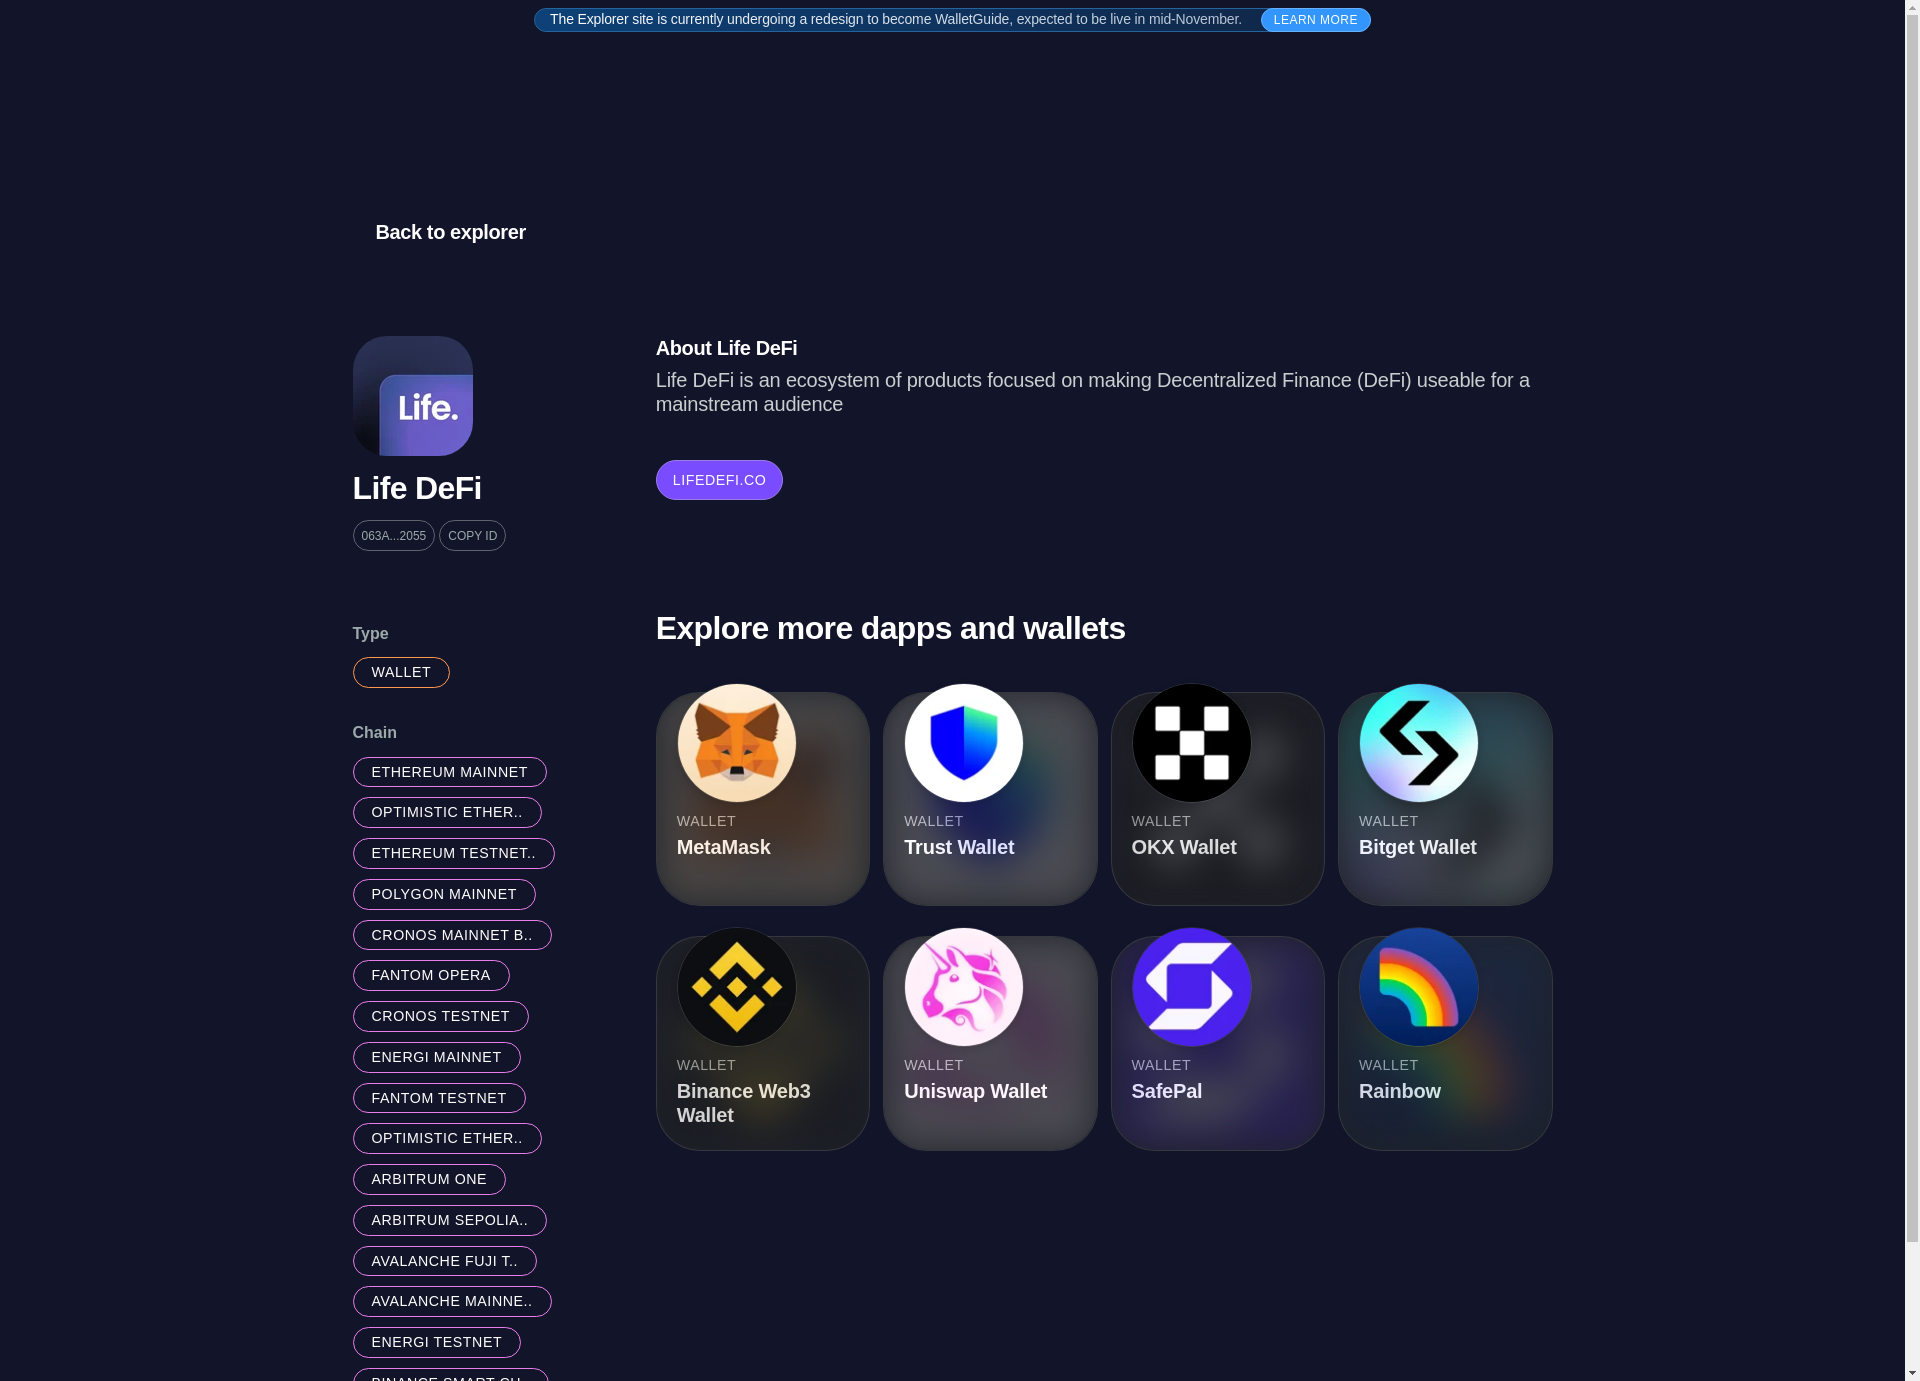 The Explorer site is currently undergoing a redesign to become WalletGuide, expected to be live in mid-November.
LEARN MORE
Back to explorer
Life.
Life DeFi
063A...2055
COPY ID
About Life DeFi
Life DeFi is an ecosystem of products focused on making Decentralized Finance (DeFi) useable for a
mainstream audience
LIFEDEFI.CO
Type
WALLET
Chain
ETHEREUM MAINNET
OPTIMISTIC ETHER..
ETHEREUM TESTNET..
POLYGON MAINNET
CRONOS MAINNET B..
FANTOM OPERA
CRONOS TESTNET
ENERGI MAINNET
FANTOM TESTNET
OPTIMISTIC ETHER..
ARBITRUM ONE
ARBITRUM SEPOLIA..
AVALANCHE FUJI T..
AVALANCHE MAINNE..
ENERGI TESTNET
Explore more dapps and wallets
WALLET
MetaMask
WALLET
Trust Wallet
WALLET
OKX Wallet
WALLET
Bitget Wallet
WALLET
Binance Web3
Wallet
WALLET
Uniswap Wallet
WALLET
SafePal
WALLET
Rainbow